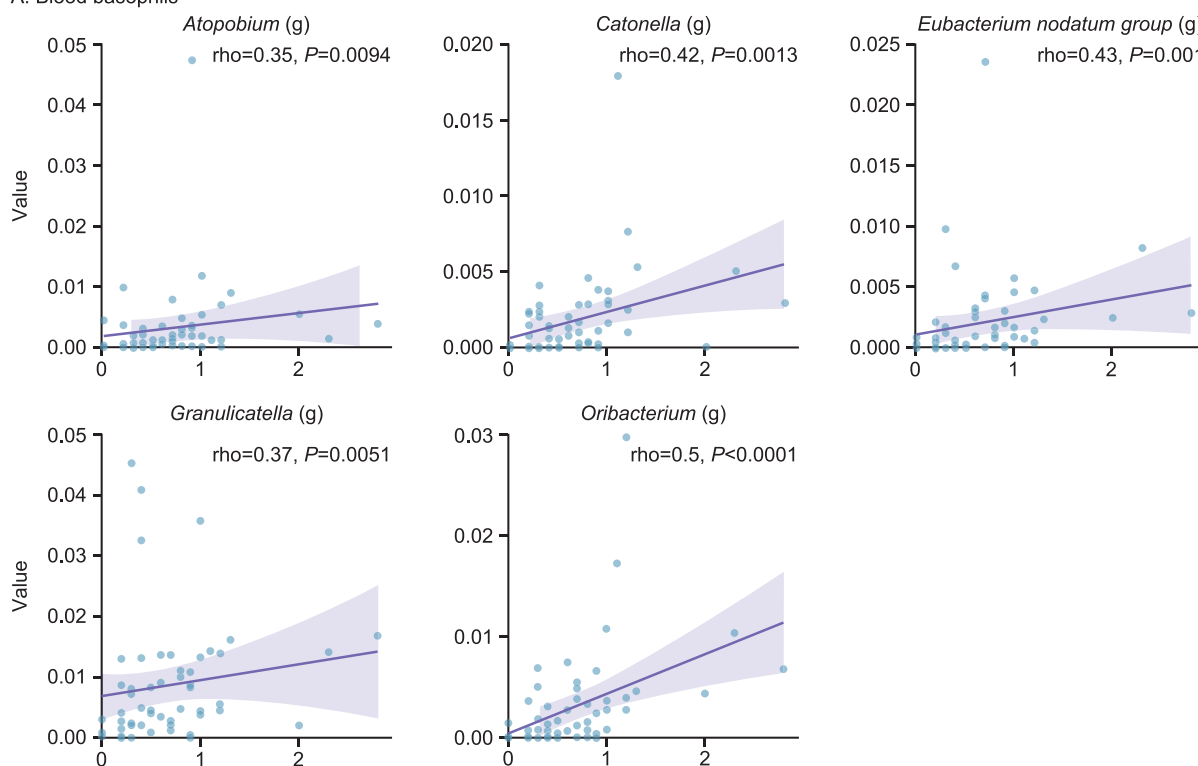 A. Blood basophils
Atopobium (g)
rho=0.35, P=0.0094
0.05
0.04
0.03
0.02
0.01
0.00
Value
0 1 2
Catonella (g)
rho=0.42, P=0.0013
0.020
0.015
0.010
0.005
0.000
0 1 2
Eubacterium nodatum group (g)
rho=0.43, P=0.001
0.025
0.020
0.015
0.010
0.005
0.000
0 1 2
Granulicatella (g)
rho=0.37, P=0.0051
0.05
0.04
0.03
0.02
0.01
0.00
Value
0 1 2
Oribacterium (g)
rho=0.5, P<0.0001
0.03
0.02
0.01
0.00
0 1 2